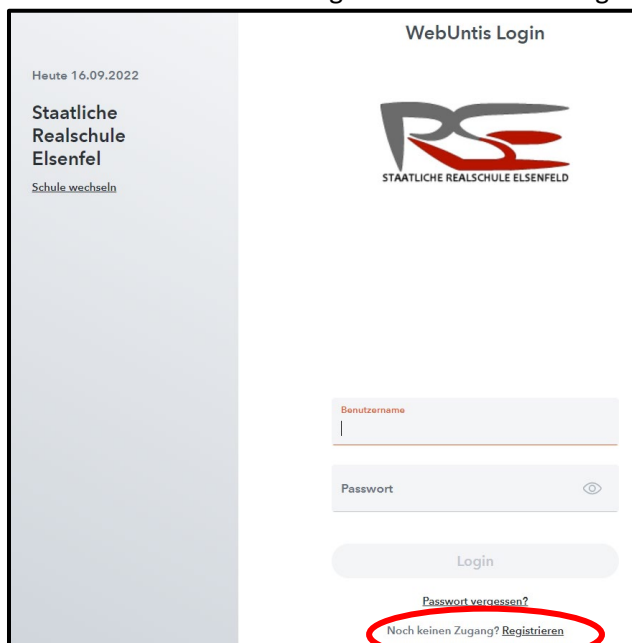 WebUntis Login
Heute 16.09.2022
Staatliche
Realschule
Elsenfel
Schule wechseln
RSE
STAATLICHE REALSCHULE ELSENFELD
Benutzername
Passwort
Login
Passwort vergessen?
Noch keinen Zugang? Registrieren